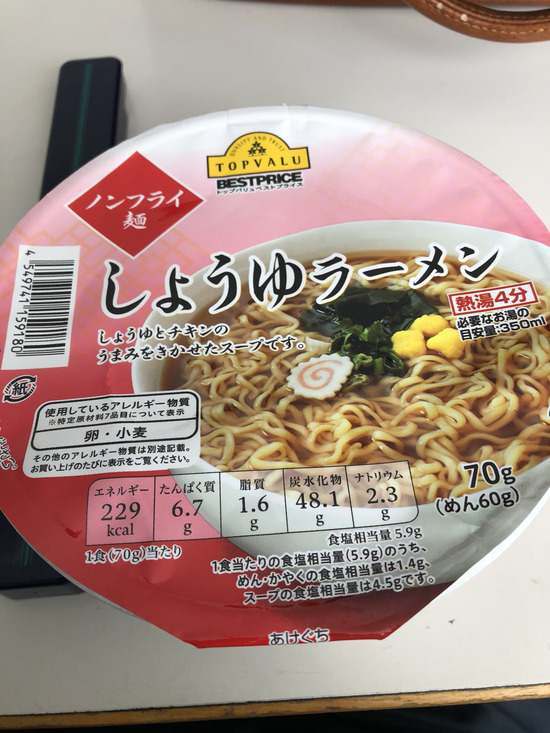 QUALITY AND TRUST
TOPVALU
BESTPRICE
トップバリュベストプライス
ノンフライ
麺
しょうゆラーメン
しょうゆとチキンの
うまみをきかせたスープです。
熱湯4分
必要なお湯の
目安量:350ml
4549741159180
紙
使用しているアレルギー物質
※特定原材料7品目について表示
卵・小麦
その他のアレルギー物質は別途記載。
お買い上げのたびに表示をご覧ください。
エネルギー たんぱく質 脂質 炭水化物 ナトリウム
229 6.7 1.6 48.1 2.3
kcal g g g g
1食(70g)当たり
70g
(めん60g)
食塩相当量 5.9g
1食当たりの食塩相当量(5.9g)のうち、
めん・かやくの食塩相当量は1.4g、
スープの食塩相当量は4.5gです。
あけぐち